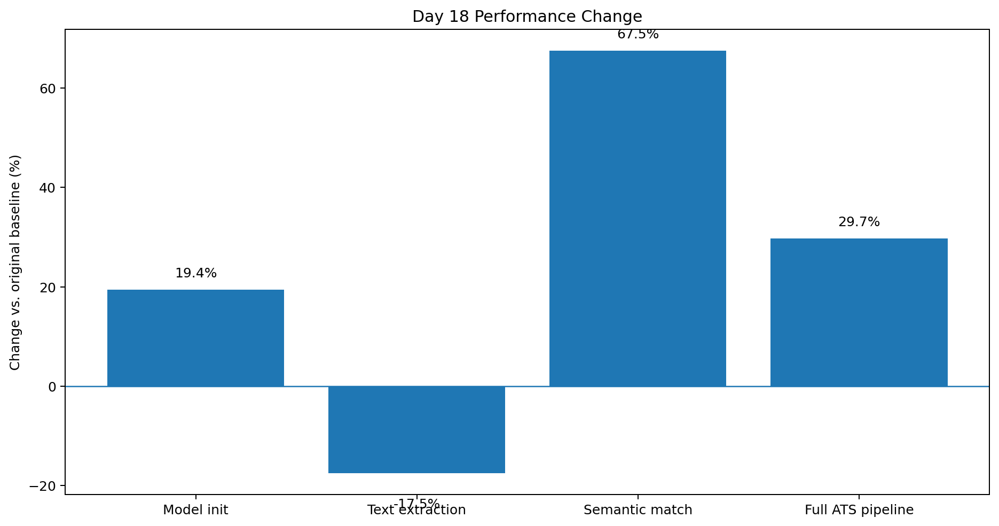 Day 18 Performance Change
67.5%
60
Change vs. original baseline (%)
40
29.7%
19.4%
20
0
−20
-17.5%
Model init
Text extraction
Semantic match
Full ATS pipeline